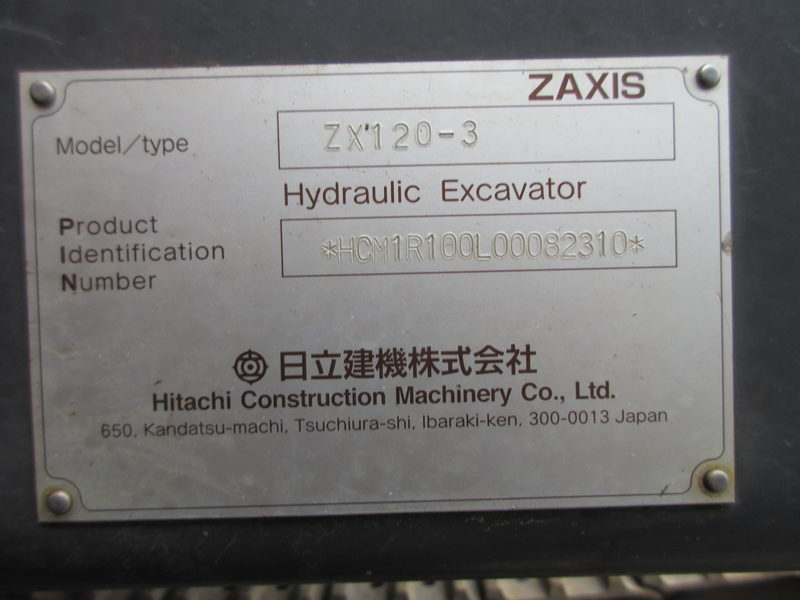 ZAXIS
Model/type ZX120-3
Hydraulic Excavator
Product
Identification
Number
*HCM1R100L00082310*
日立建機株式会社
Hitachi Construction Machinery Co., Ltd.
650, Kandatsu-machi, Tsuchiura-shi, Ibaraki-ken, 300-0013 Japan